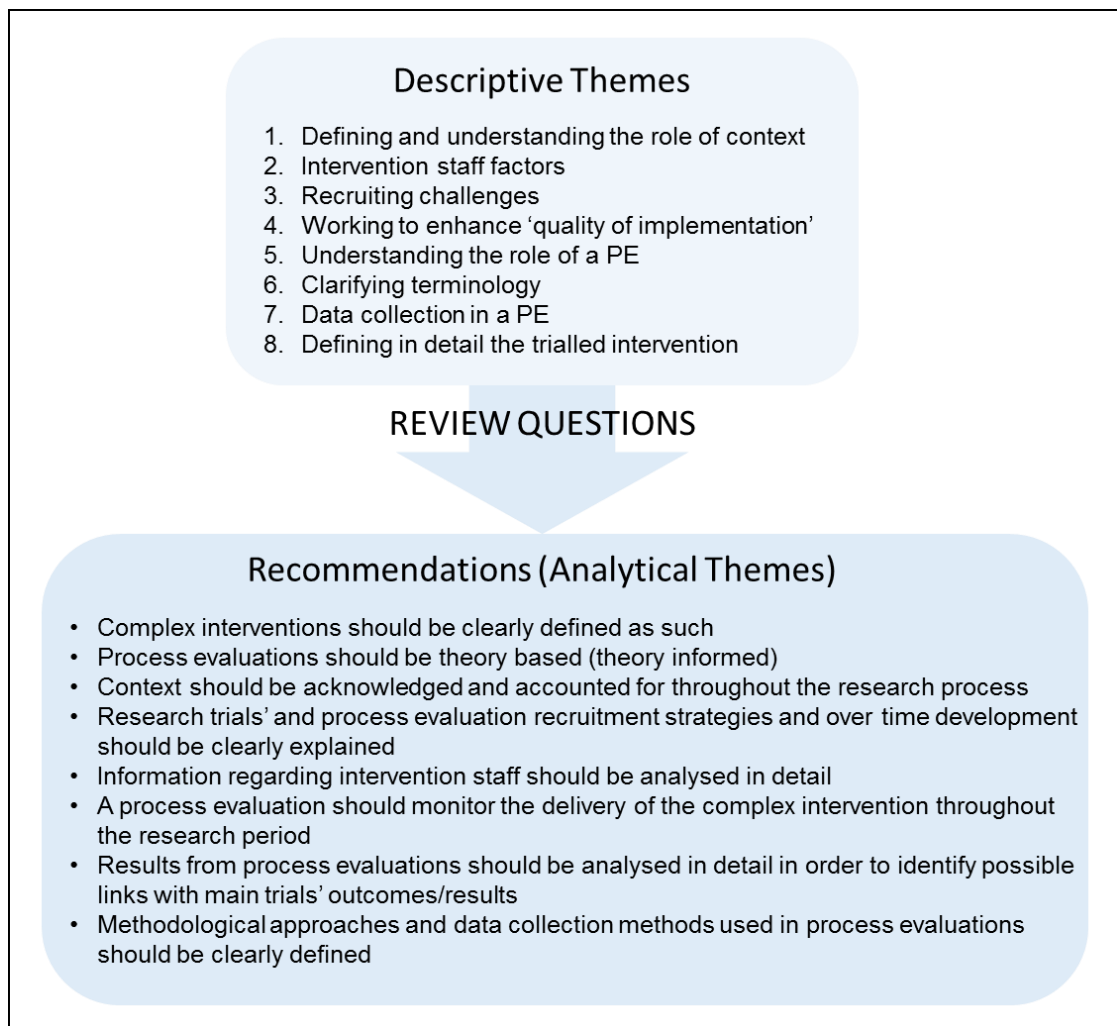 Descriptive Themes
1. Defining and understanding the role of context
2. Intervention staff factors
3. Recruiting challenges
4. Working to enhance ‘quality of implementation’
5. Understanding the role of a PE
6. Clarifying terminology
7. Data collection in a PE
8. Defining in detail the trialled intervention
REVIEW QUESTIONS
Recommendations (Analytical Themes)
• Complex interventions should be clearly defined as such
• Process evaluations should be theory based (theory informed)
• Context should be acknowledged and accounted for throughout the research process
• Research trials’ and process evaluation recruitment strategies and over time development
should be clearly explained
• Information regarding intervention staff should be analysed in detail
• A process evaluation should monitor the delivery of the complex intervention throughout
the research period
• Results from process evaluations should be analysed in detail in order to identify possible
links with main trials’ outcomes/results
• Methodological approaches and data collection methods used in process evaluations
should be clearly defined